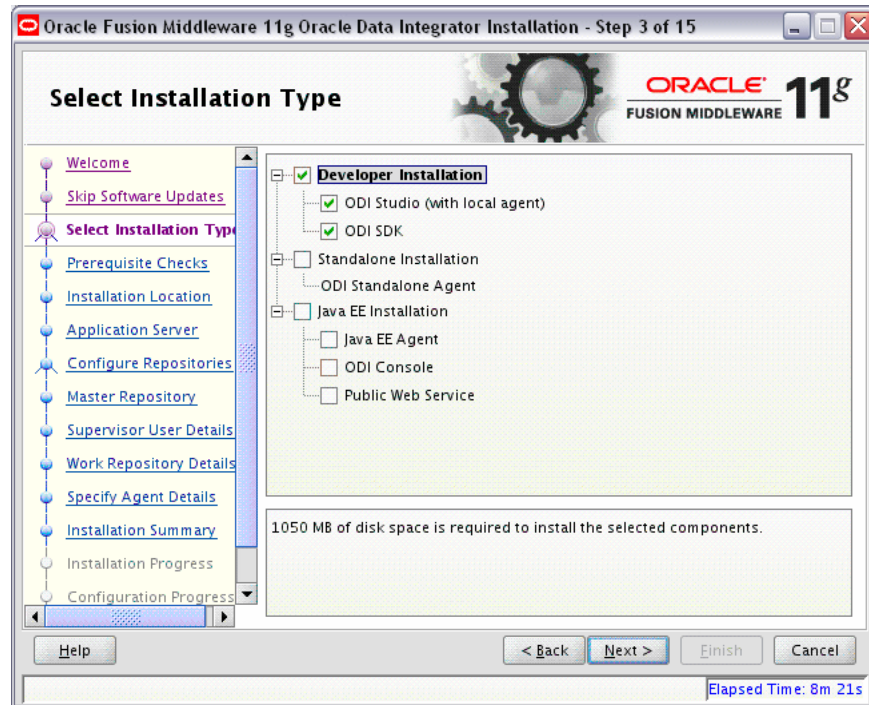 Oracle Fusion Middleware 11g Oracle Data Integrator Installation - Step 3 of 15
Select Installation Type
ORACLE
FUSION MIDDLEWARE
11g
Welcome
Skip Software Updates
Select Installation Type
Prerequisite Checks
Installation Location
Application Server
Configure Repositories
Master Repository
Supervisor User Details
Work Repository Details
Specify Agent Details
Installation Summary
Installation Progress
Configuration Progress
Developer Installation
ODI Studio (with local agent)
ODI SDK
Standalone Installation
ODI Standalone Agent
Java EE Installation
Java EE Agent
ODI Console
Public Web Service
1050 MB of disk space is required to install the selected components.
Help
< Back
Next >
Finish
Cancel
Elapsed Time: 8m 21s